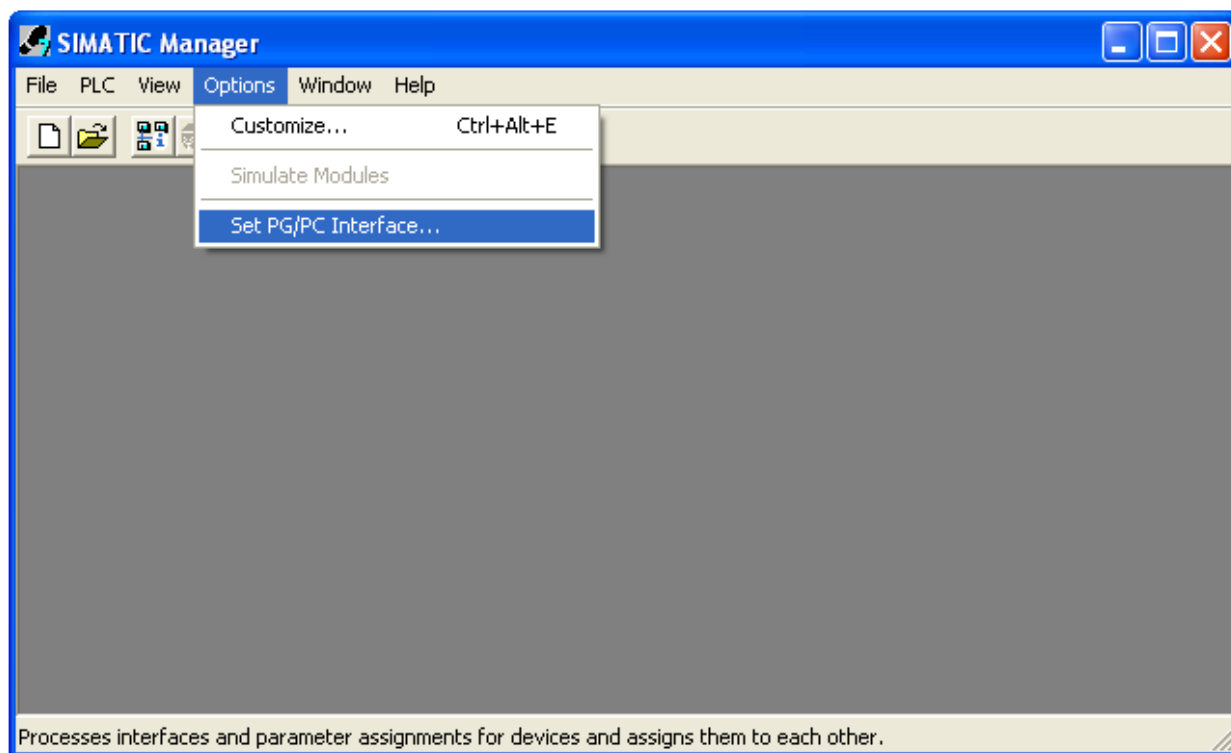 SIMATIC Manager
File PLC View Options Window Help
Customize... Ctrl+Alt+E
Simulate Modules
Set PG/PC Interface...
Processes interfaces and parameter assignments for devices and assigns them to each other.